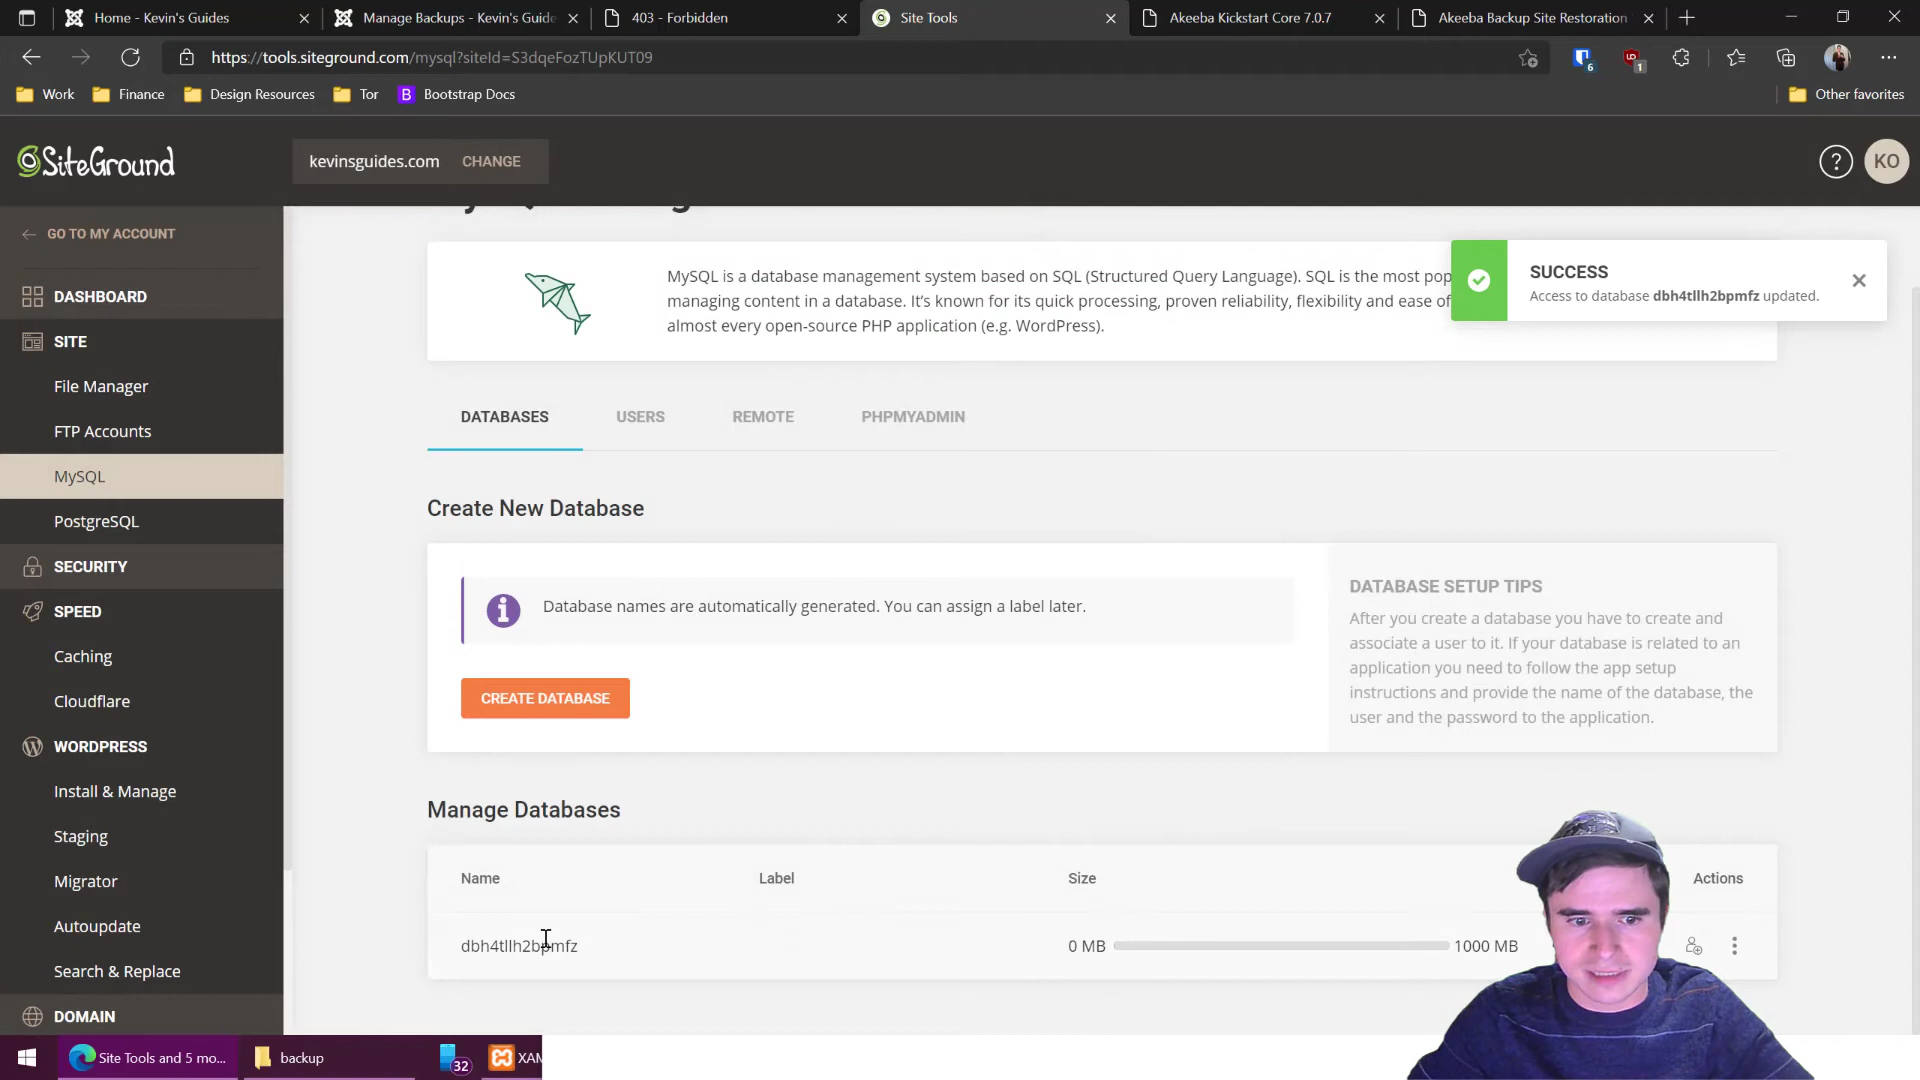 Home - Kevin's Guides
Manage Backups - Kevin's Guide
403 - Forbidden
Site Tools
Akeeba Kickstart Core 7.0.7
Akeeba Backup Site Restoration
https://tools.siteground.com/mysql?siteId=S3dqeFozTUpKUT09
6
1
Work
Finance
Design Resources
Tor
B Bootstrap Docs
Other favorites
SiteGround
kevinsguides.com CHANGE
?
KO
GO TO MY ACCOUNT
DASHBOARD
SITE
File Manager
FTP Accounts
MySQL
PostgreSQL
SECURITY
SPEED
Caching
Cloudflare
WORDPRESS
Install & Manage
Staging
Migrator
Autoupdate
Search & Replace
DOMAIN
MySQL is a database management system based on SQL (Structured Query Language). SQL is the most pop
managing content in a database. It's known for its quick processing, proven reliability, flexibility and ease of
almost every open-source PHP application (e.g. WordPress).
SUCCESS
Access to database dbh4tllh2bpmfz updated.
DATABASES
USERS
REMOTE
PHPMYADMIN
Create New Database
Database names are automatically generated. You can assign a label later.
CREATE DATABASE
DATABASE SETUP TIPS
After you create a database you have to create and
associate a user to it. If your database is related to an
application you need to follow the app setup
instructions and provide the name of the database, the
user and the password to the application.
Manage Databases
Name
Label
Size
Actions
dbh4tllh2bpmfz
0 MB
1000 MB
Site Tools and 5 mo...
backup
32
XAM